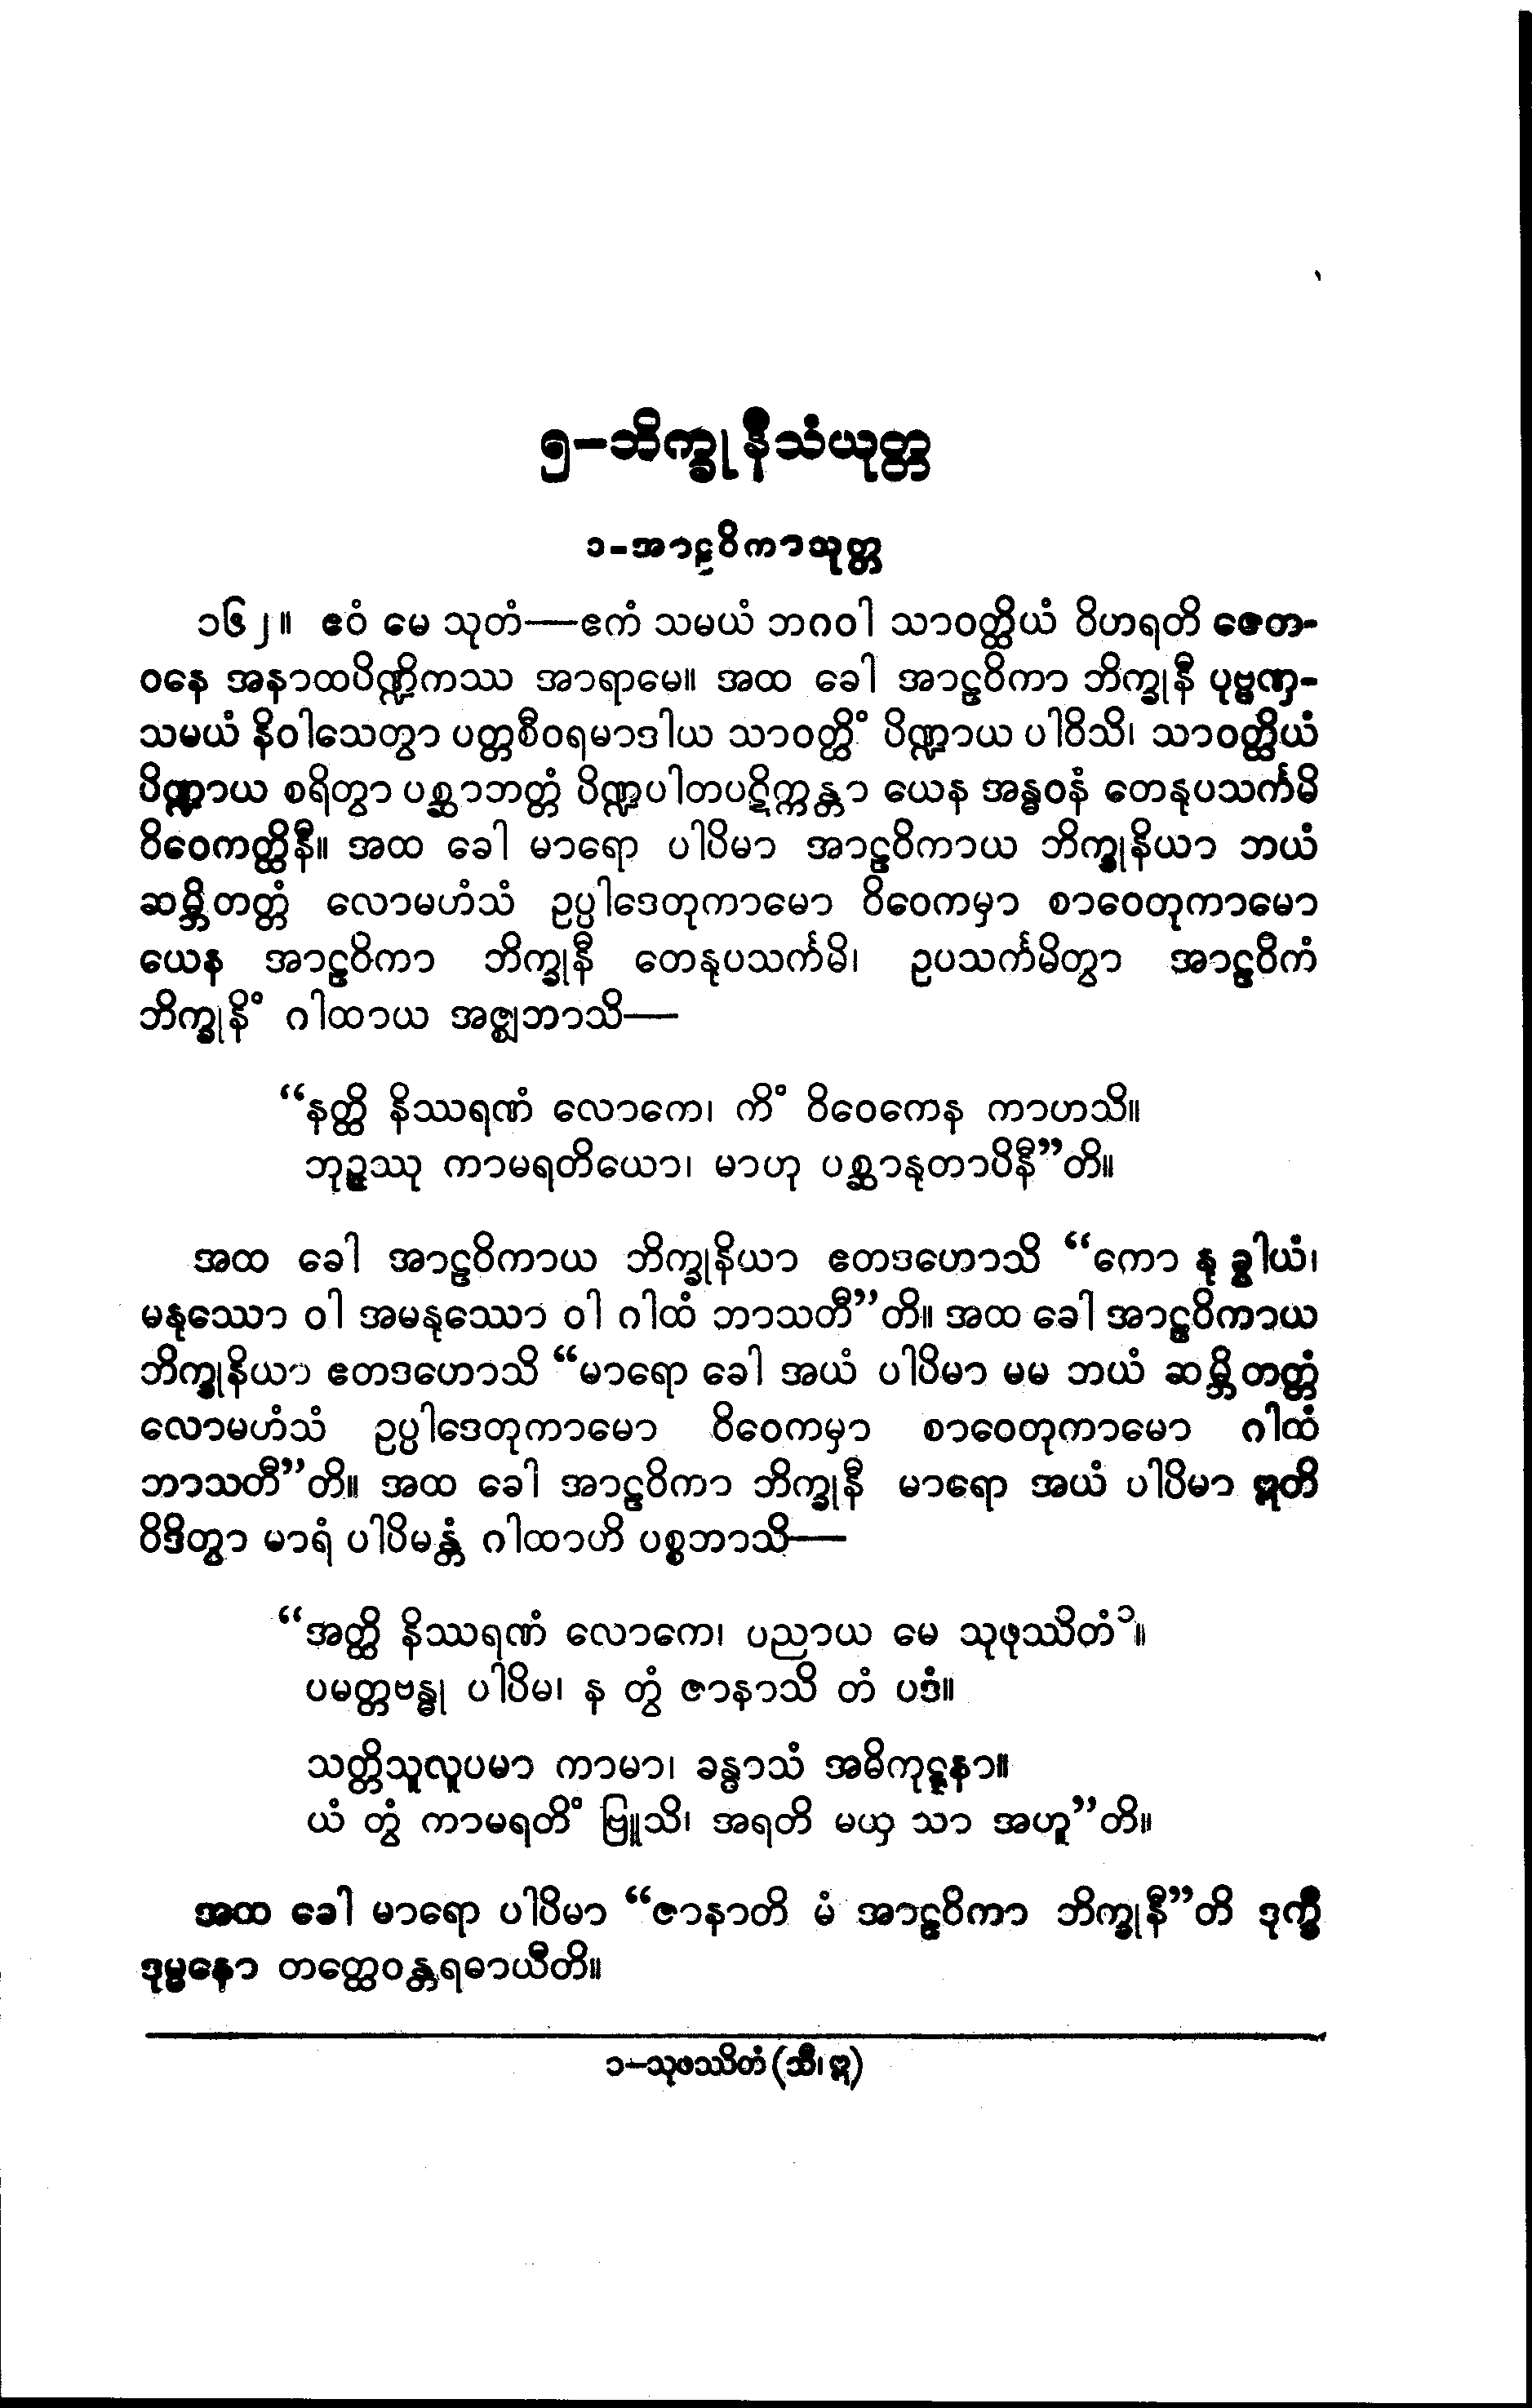 ၅-ဘိက္ခုနီသံယုတ္တ
၁-အာဠဝိကာသုတ္တ
၁၆၂။ ဧဝံ မေ သုတံ—ဧကံ သမယံ ဘဂဝါ သာဝတ္ထိယံ ဝိဟရတိ ဇေတ-
ဝနေ အနာထပိဏ္ဍိကဿ အာရာမေ။ အထ ခေါ အာဠဝိကာ ဘိက္ခုနီ ပုဗ္ဗဏှ-
သမယံ နိဝါသေတွာ ပတ္တစီဝရမာဒါယ သာဝတ္ထိံ ပိဏ္ဍာယ ပါဝိသိ၊ သာဝတ္ထိယံ
ပိဏ္ဍာယ စရိတွာ ပစ္ဆာဘတ္တံ ပိဏ္ဍပါတပဋိက္ကန္တာ ယေန အန္ဓဝနံ တေနုပသင်္ကမိ
ဝိဝေကတ္ထိနီ။ အထ ခေါ မာရော ပါပိမာ အာဠဝိကာယ ဘိက္ခုနိယာ ဘယံ
ဆမ္ဘိတတ္တံ လောမဟံသံ ဥပ္ပါဒေတုကာမော ဝိဝေကမှာ စာဝေတုကာမော
ယေန အာဠဝိကာ ဘိက္ခုနီ တေနုပသင်္ကမိ၊ ဥပသင်္ကမိတွာ အာဠဝိကံ
ဘိက္ခုနိံ ဂါထာယ အဇ္ဈဘာသိ—
“နတ္ထိ နိဿရဏံ လောကေ၊ ကိံ ဝိဝေကေန ကာဟသိ။
ဘုဉ္ဇဿု ကာမရတိယော၊ မာဟု ပစ္ဆာနုတာပိနီ”တိ။
အထ ခေါ အာဠဝိကာယ ဘိက္ခုနိယာ ဧတဒဟောသိ “ကော နု ခွါယံ၊
မနုဿော ဝါ အမနုဿော ဝါ ဂါထံ ဘာသတီ”တိ။ အထ ခေါ အာဠဝိကာယ
ဘိက္ခုနိယာ ဧတဒဟောသိ “မာရော ခေါ အယံ ပါပိမာ မမ ဘယံ ဆမ္ဘိတတ္တံ
လောမဟံသံ ဥပ္ပါဒေတုကာမော ဝိဝေကမှာ စာဝေတုကာမော ဂါထံ
ဘာသတီ”တိ။ အထ ခေါ အာဠဝိကာ ဘိက္ခုနီ မာရော အယံ ပါပိမာ ဣတိ
ဝိဒိတွာ မာရံ ပါပိမန္တံ ဂါထာဟိ ပစ္စဘာသိ—
“အတ္ထိ နိဿရဏံ လောကေ၊ ပညာယ မေ သုဖုဿိတံ၁။
ပမတ္တဗန္ဓု ပါပိမ၊ န တွံ ဇာနာသိ တံ ပဒံ။
သတ္တိသူလူပမာ ကာမာ၊ ခန္ဓာသံ အဓိကုဋ္ဋနာ။
ယံ တွံ ကာမရတိံ ဗြူသိ၊ အရတိ မယှ သာ အဟူ”တိ။
အထ ခေါ မာရော ပါပိမာ “ဇာနာတိ မံ အာဠဝိကာ ဘိက္ခုနီ”တိ ဒုက္ခီ
ဒုမ္မနော တတ္ထေဝန္တရဓာယီတိ။
၁-သုဖဿိတံ(သီ၊ဣ)